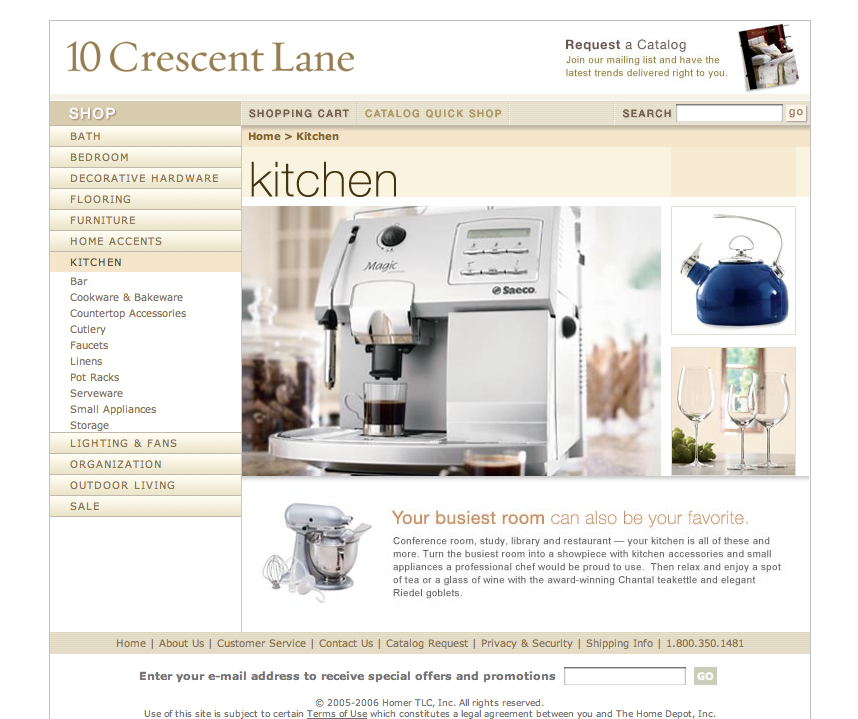 10 Crescent Lane
Request a Catalog
Join our mailing list and have the
latest trends delivered right to you.
SHOP
SHOPPING CART
CATALOG QUICK SHOP
SEARCH
go
BATH
BEDROOM
DECORATIVE HARDWARE
FLOORING
FURNITURE
HOME ACCENTS
KITCHEN
Bar
Cookware & Bakeware
Countertop Accessories
Cutlery
Faucets
Linens
Pot Racks
Serveware
Small Appliances
Storage
LIGHTING & FANS
ORGANIZATION
OUTDOOR LIVING
SALE
Home > Kitchen
kitchen
Magic
Saeco
Your busiest room can also be your favorite.
Conference room, study, library and restaurant — your kitchen is all of these and
more. Turn the busiest room into a showpiece with kitchen accessories and small
appliances a professional chef would be proud to use.  Then relax and enjoy a spot
of tea or a glass of wine with the award-winning Chantal teakettle and elegant
Riedel goblets.
Home | About Us | Customer Service | Contact Us | Catalog Request | Privacy & Security | Shipping Info | 1.800.350.1481
Enter your e-mail address to receive special offers and promotions
GO
© 2005-2006 Homer TLC, Inc. All rights reserved.
Use of this site is subject to certain Terms of Use which constitutes a legal agreement between you and The Home Depot, Inc.